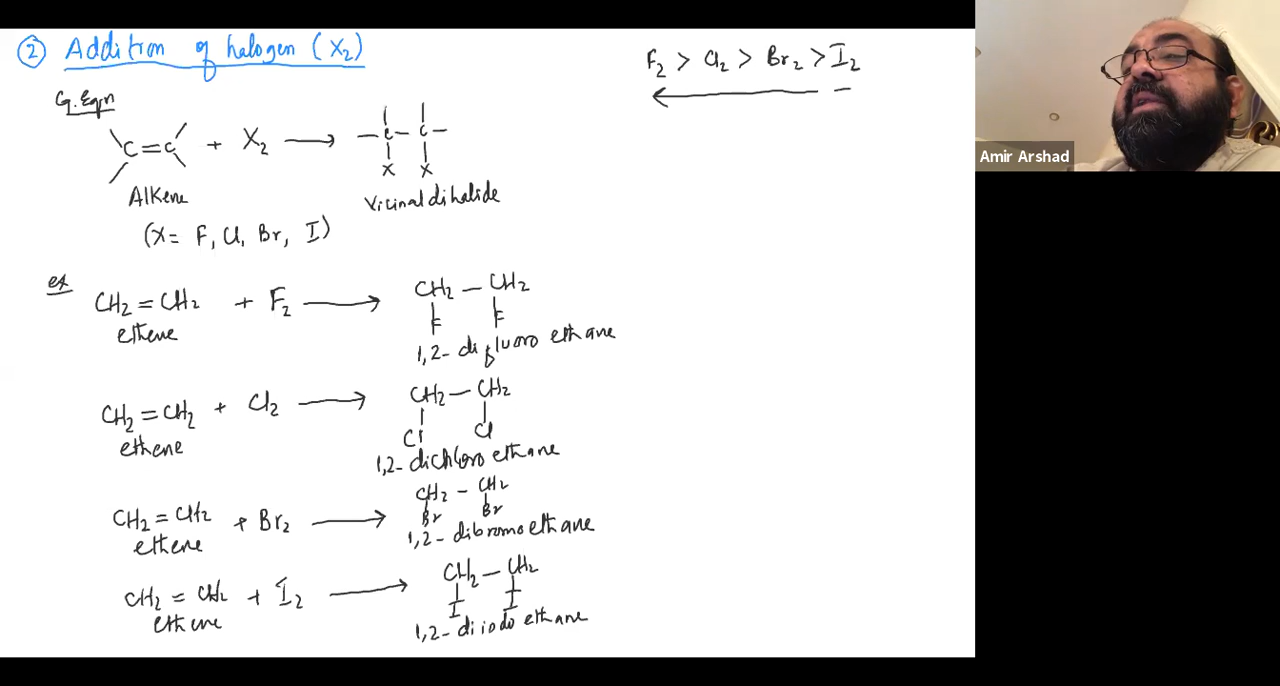 ② Addition of halogen (X₂)
F₂ > Cl₂ > Br₂ > I₂
G. Eqn
C=C + X₂ ⟶ -C-C-
X X
Alkene
Vicinal dihalide
(X= F, Cl, Br, I)
ex
CH₂=CH₂ + F₂ ⟶ CH₂-CH₂
F F
ethene
1,2-difluoro ethane
CH₂=CH₂ + Cl₂ ⟶ CH₂-CH₂
Cl Cl
ethene
1,2-dichloro ethane
CH₂=CH₂ + Br₂ ⟶ CH₂-CH₂
Br Br
ethene
1,2-dibromo ethane
CH₂=CH₂ + I₂ ⟶ CH₂-CH₂
I I
ethene
1,2-diiodo ethane
Amir Arshad